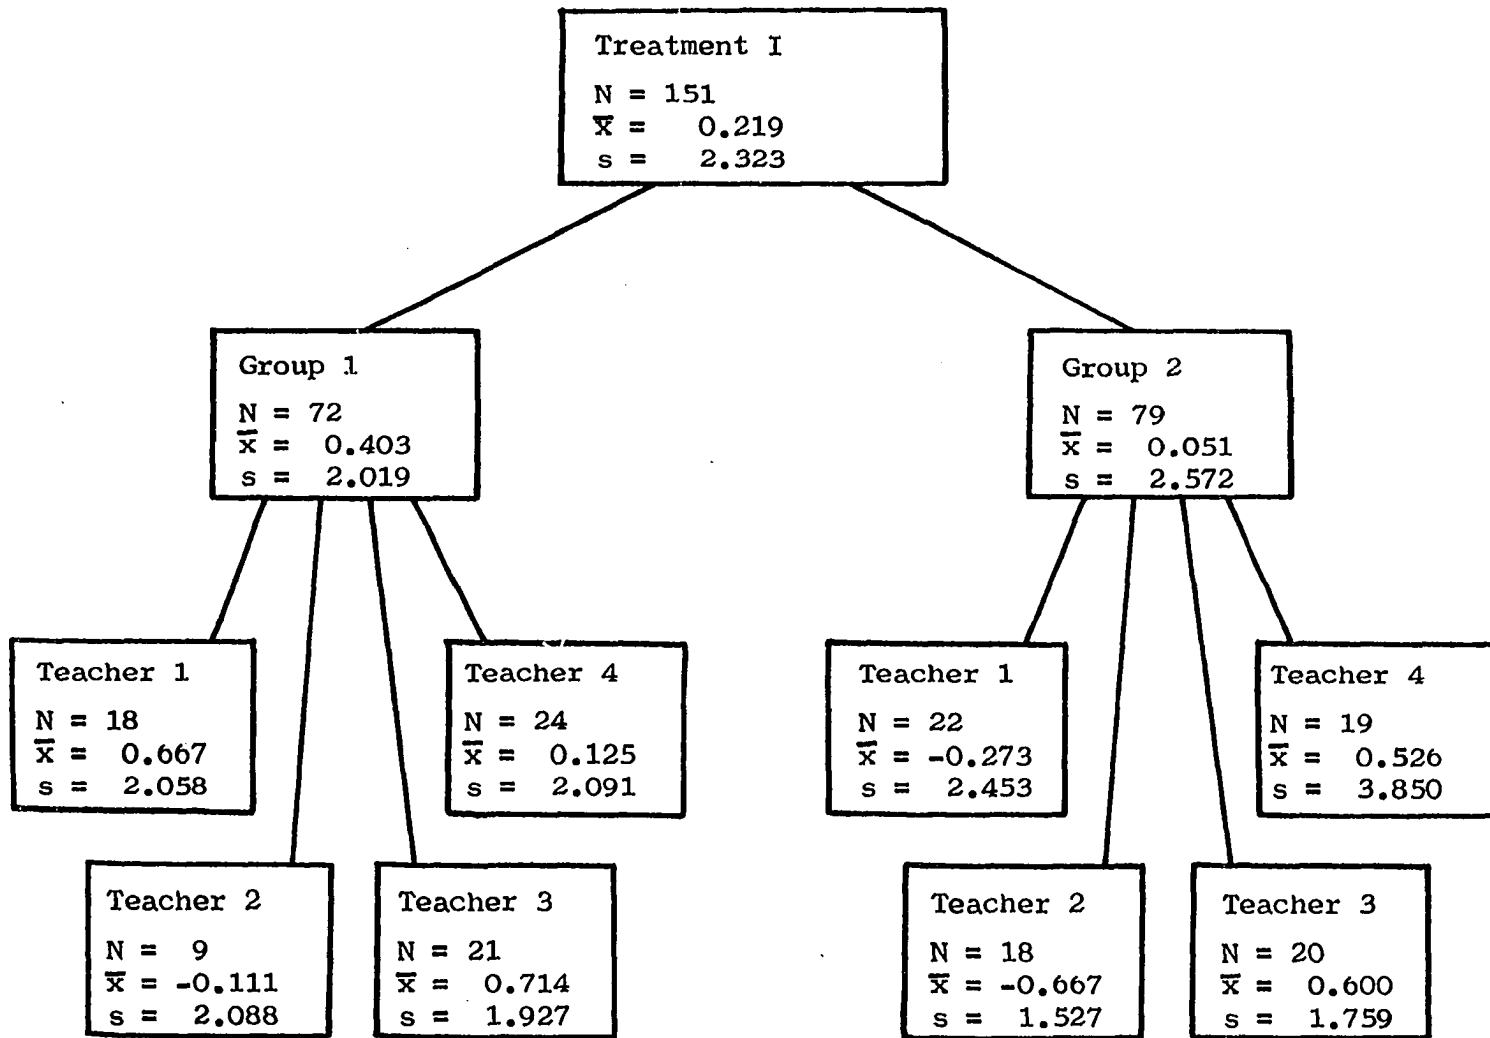 Treatment I
N = 151
x̄ = 0.219
s = 2.323
Group 1
N = 72
x̄ = 0.403
s = 2.019
Group 2
N = 79
x̄ = 0.051
s = 2.572
Teacher 1
N = 18
x̄ = 0.667
s = 2.058
Teacher 4
N = 24
x̄ = 0.125
s = 2.091
Teacher 1
N = 22
x̄ = -0.273
s = 2.453
Teacher 4
N = 19
x̄ = 0.526
s = 3.850
Teacher 2
N = 9
x̄ = -0.111
s = 2.088
Teacher 3
N = 21
x̄ = 0.714
s = 1.927
Teacher 2
N = 18
x̄ = -0.667
s = 1.527
Teacher 3
N = 20
x̄ = 0.600
s = 1.759